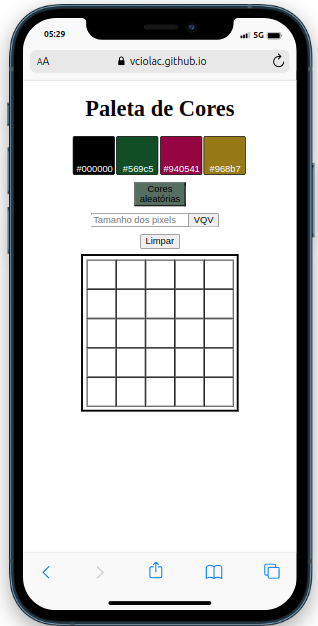 05:29
5G
AA
vciolac.github.io
Paleta de Cores
#000000 #569c5 #940541 #968b7
Cores
aleatórias
Tamanho dos pixels VQV
Limpar